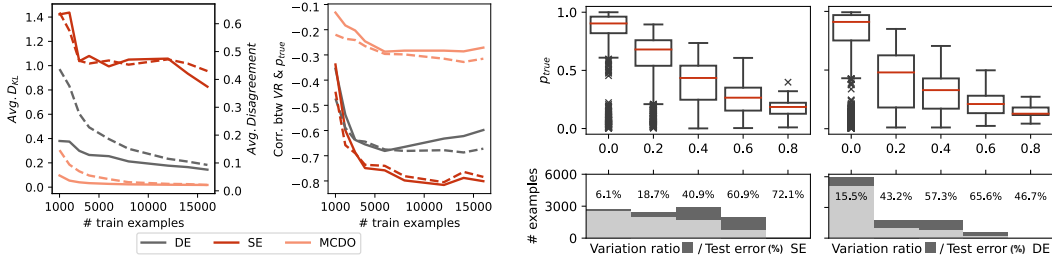 Avg. D_KL
1.4
1.2
1.0
0.8
0.6
0.4
0.2
0.0
1000 5000 10000 15000
# train examples
0.6
0.5
0.4
0.3
0.2
0.1
0.0
Avg. Disagreement
Corr. btw VR & p_true
−0.2
−0.3
−0.4
−0.5
−0.6
−0.7
−0.8
1000 5000 10000 15000
# train examples
DE SE MCDO
p_true
1.0
0.5
0.0
0.0 0.2 0.4 0.6 0.8
0.0 0.2 0.4 0.6 0.8
# examples
6000
3000
0
6.1% 18.7% 40.9% 60.9% 72.1%
15.5% 43.2% 57.3% 65.6% 46.7%
Variation ratio / Test error (%) SE
Variation ratio / Test error (%) DE